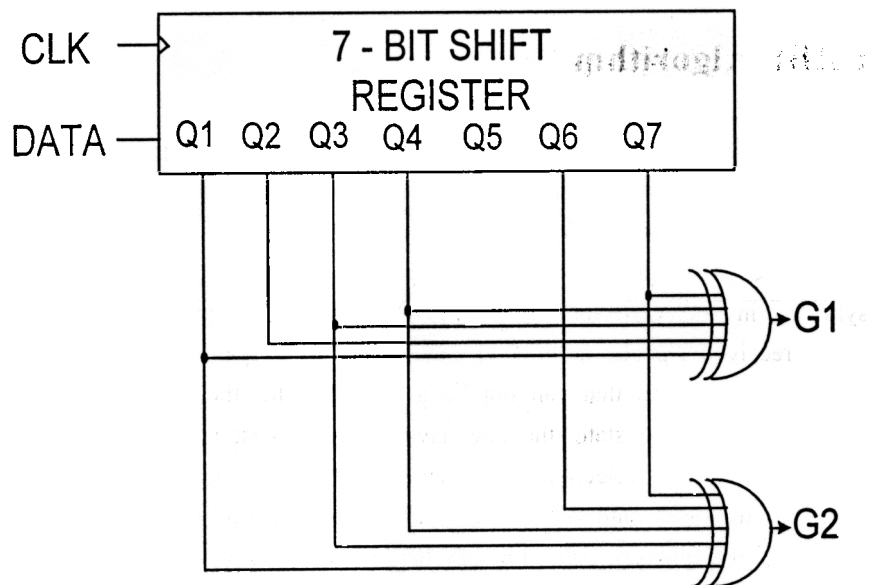 CLK
7 - BIT SHIFT
REGISTER
DATA
Q1 Q2 Q3 Q4 Q5 Q6 Q7
G1
G2